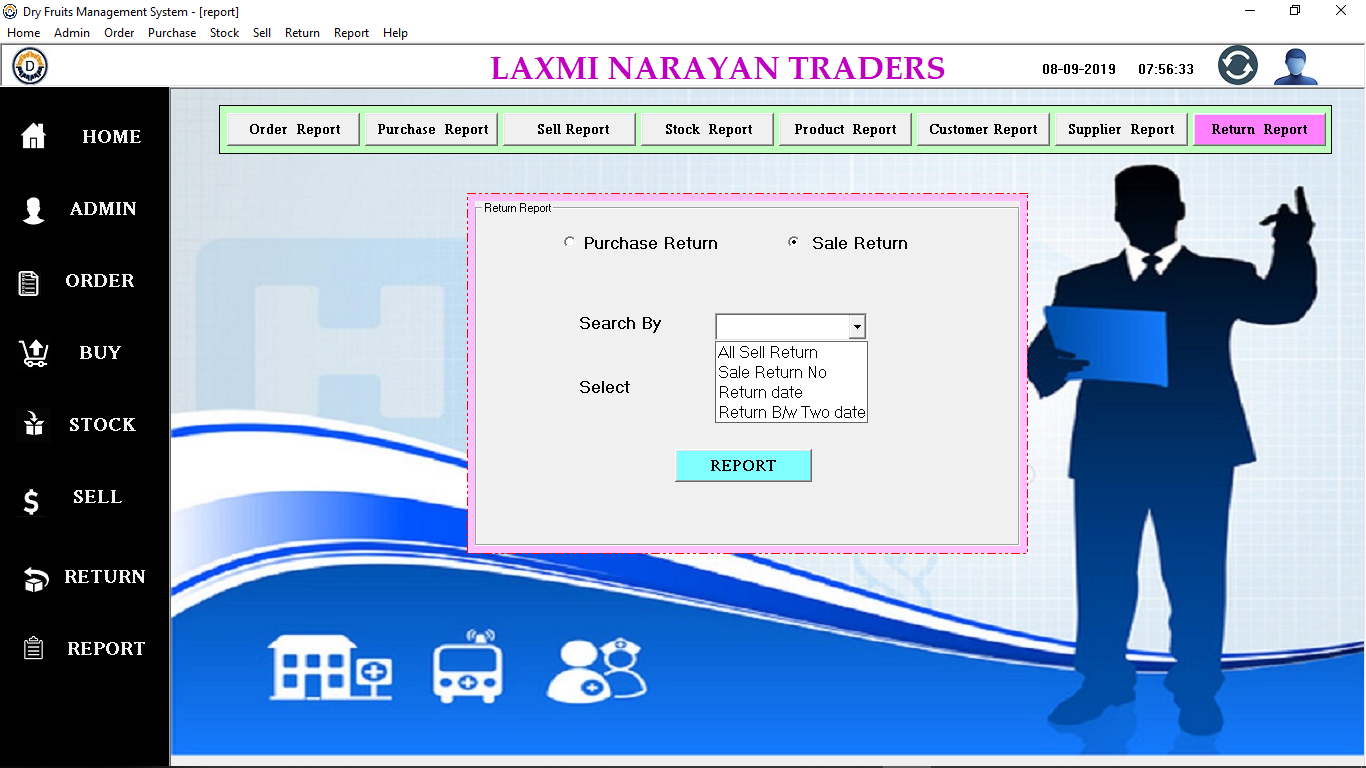 Dry Fruits Management System - [report]
Home Admin Order Purchase Stock Sell Return Report Help
D LAXMI NARAYAN TRADERS 08-09-2019 07:56:33
Order Report Purchase Report Sell Report Stock Report Product Report Customer Report Supplier Report Return Report
HOME
ADMIN
ORDER
BUY
STOCK
SELL
RETURN
REPORT
Return Report
Purchase Return Sale Return
Search By
All Sell Return
Sale Return No
Return date
Return B/w Two date
Select
REPORT